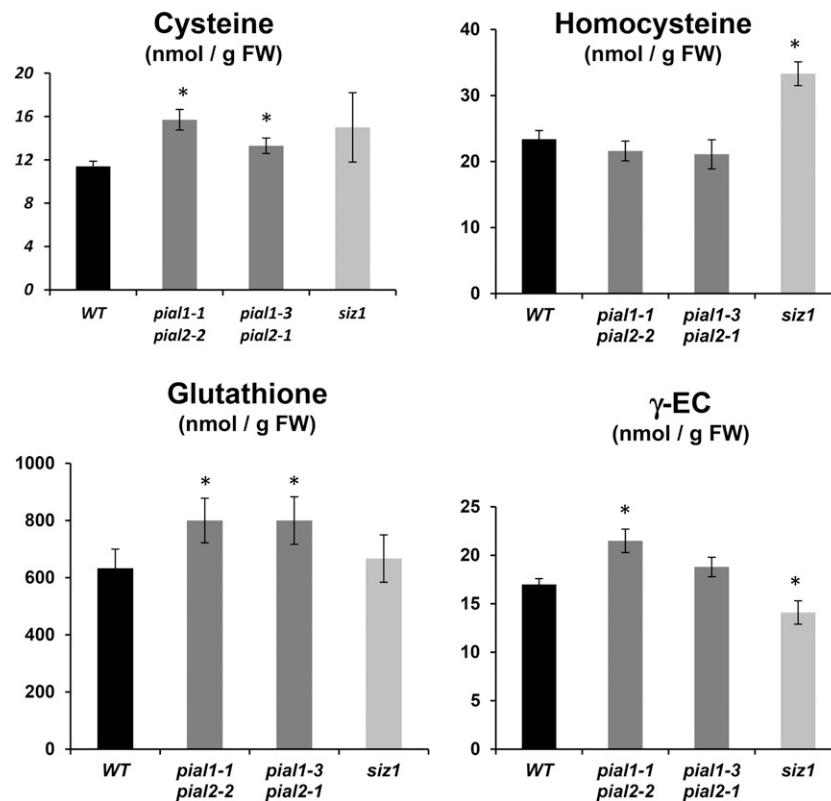 Cysteine
(nmol / g FW)
20
16
12
8
4
0
*
*
WT
pial1-1
pial2-2
pial1-3
pial2-1
siz1
Homocysteine
(nmol / g FW)
40
30
20
10
0
*
WT
pial1-1
pial2-2
pial1-3
pial2-1
siz1
Glutathione
(nmol / g FW)
1000
800
600
400
200
0
*
*
WT
pial1-1
pial2-2
pial1-3
pial2-1
siz1
γ-EC
(nmol / g FW)
25
20
15
10
5
0
*
*
WT
pial1-1
pial2-2
pial1-3
pial2-1
siz1